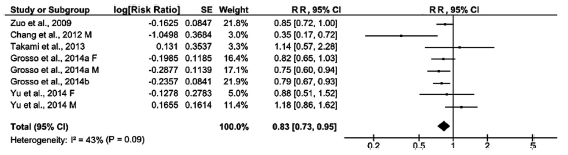 RR, 95% CI
Study or Subgroup log[Risk Ratio] SE Weight RR, 95% CI
Zuo et al., 2009 -0.1625 0.0847 21.8% 0.85 [0.72, 1.00]
Chang et al. 2012 M -1.0498 0.3684 3.0% 0.35 [0.17, 0.72]
Takami et al., 2013 0.131 0.3537 3.3% 1.14 [0.57, 2.28]
Grosso et al., 2014a F -0.1985 0.1185 16.4% 0.82 [0.65, 1.03]
Grosso et al., 2014a M -0.2877 0.1139 17.1% 0.75 [0.60, 0.94]
Grosso et al., 2014b -0.2357 0.0841 21.9% 0.79 [0.67, 0.93]
Yu et al., 2014 F -0.1278 0.2783 5.0% 0.88 [0.51, 1.52]
Yu et al., 2014 M 0.1655 0.1614 11.4% 1.18 [0.86, 1.62]
Total (95% CI) 100.0% 0.83 [0.73, 0.95]
Heterogeneity: I² = 43% (P = 0.09)
0.2 0.5 1 2